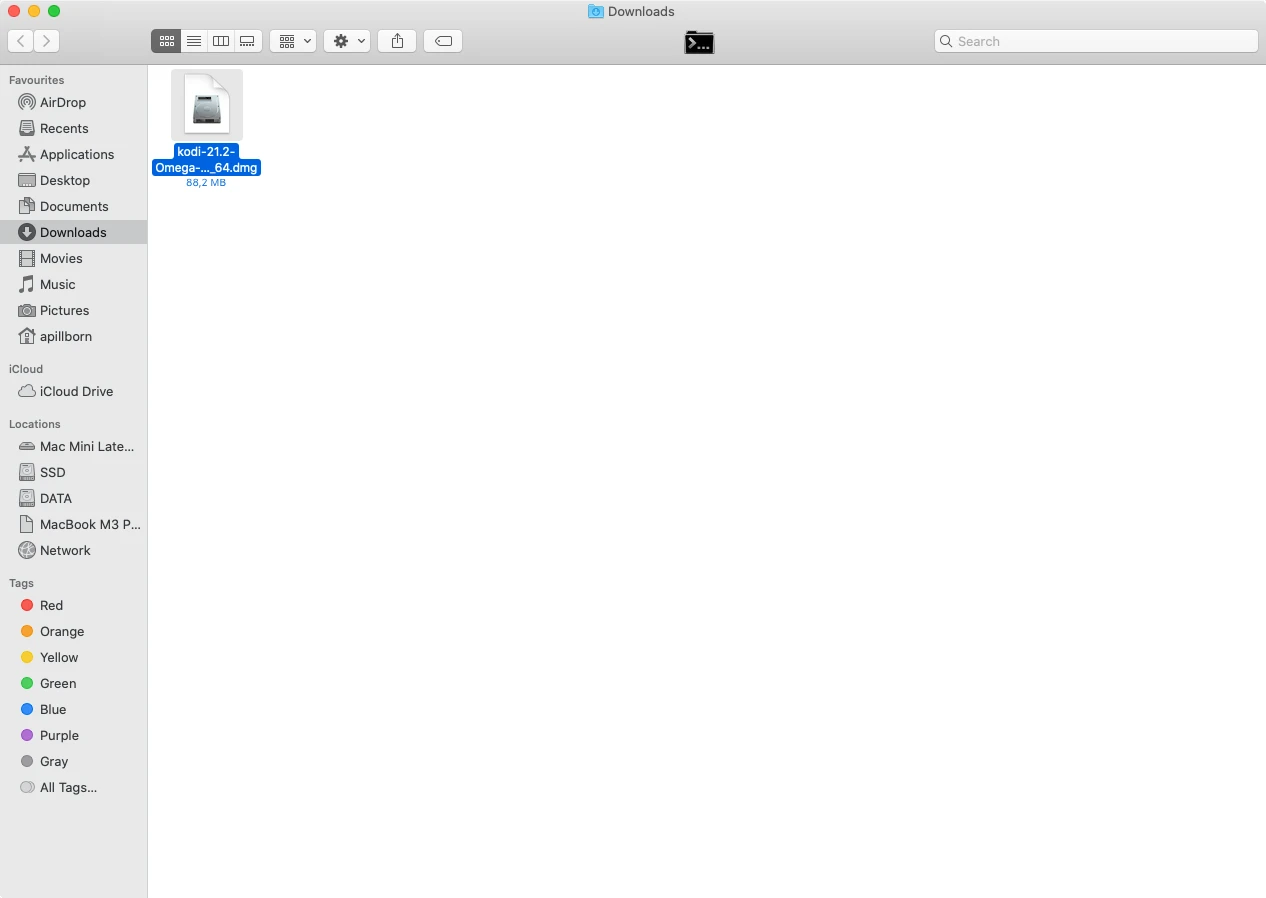 Downloads
Search
Favourites
AirDrop
Recents
Applications
Desktop
Documents
Downloads
Movies
Music
Pictures
apillborn
iCloud
iCloud Drive
Locations
Mac Mini Late...
SSD
DATA
MacBook M3 P...
Network
Tags
Red
Orange
Yellow
Green
Blue
Purple
Gray
All Tags...
kodi-21.2-
Omega-..._64.dmg
88,2 MB